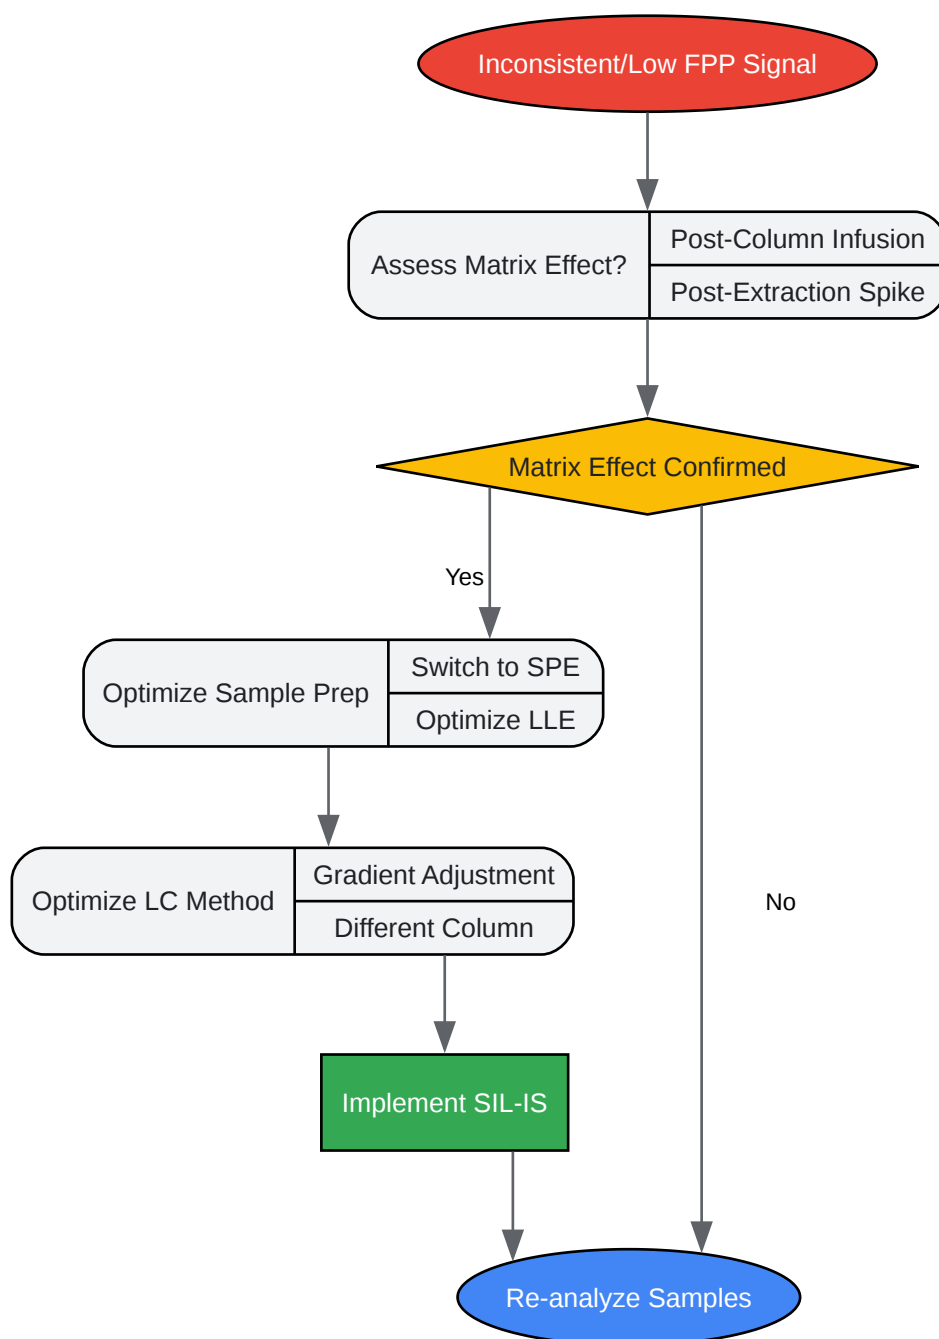 Inconsistent/Low FPP Signal
Assess Matrix Effect?
Post-Column Infusion
Post-Extraction Spike
Matrix Effect Confirmed
Yes
Optimize Sample Prep
Switch to SPE
Optimize LLE
Optimize LC Method
Gradient Adjustment
Different Column
No
Implement SIL-IS
Re-analyze Samples